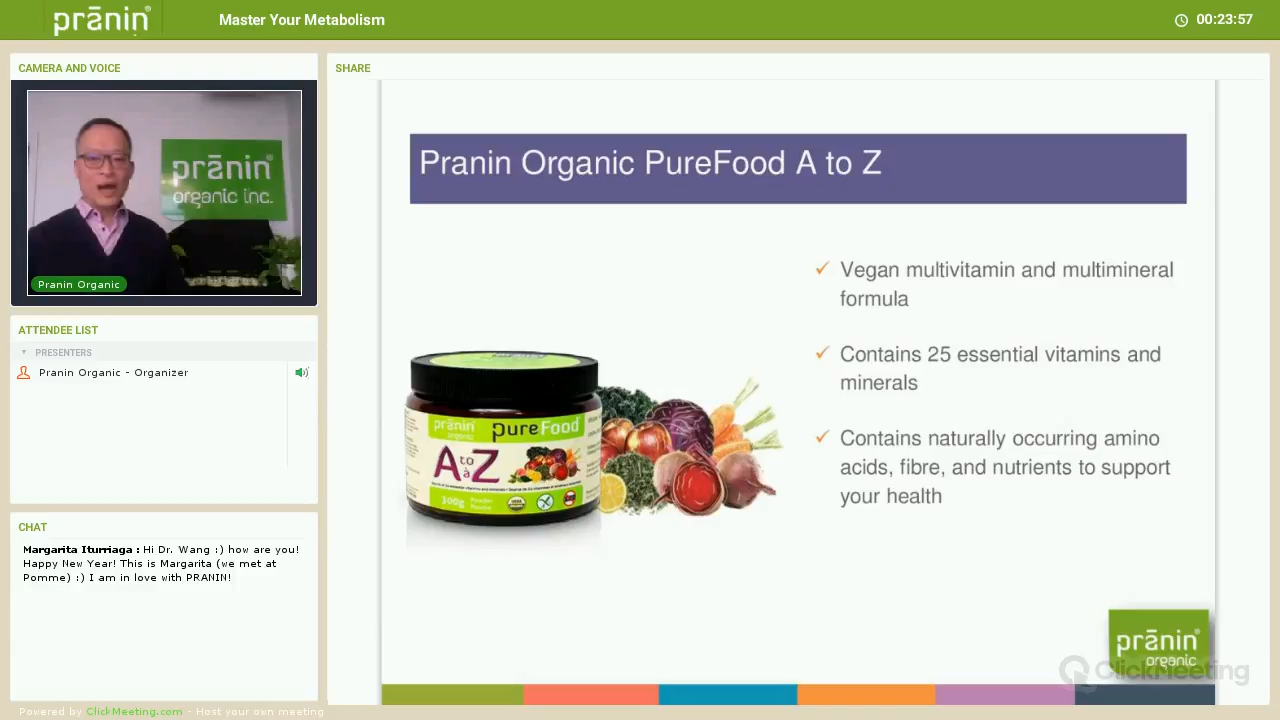 prānin®
Master Your Metabolism
00:23:57
CAMERA AND VOICE
SHARE
prānin®
organic inc.
Pranin Organic
ATTENDEE LIST
PRESENTERS
Pranin Organic - Organizer
CHAT
Margarita Iturriaga : Hi Dr. Wang :) how are you!
Happy New Year! This is Margarita (we met at
Pomme) :) I am in love with PRANIN!
Pranin Organic PureFood A to Z
✓ Vegan multivitamin and multimineral
formula
✓ Contains 25 essential vitamins and
minerals
✓ Contains naturally occurring amino
acids, fibre, and nutrients to support
your health
prānin
organic
pureFood
A to à Z
300g
prānin®
organic
ClickMeeting
Powered by ClickMeeting.com - Host your own meeting